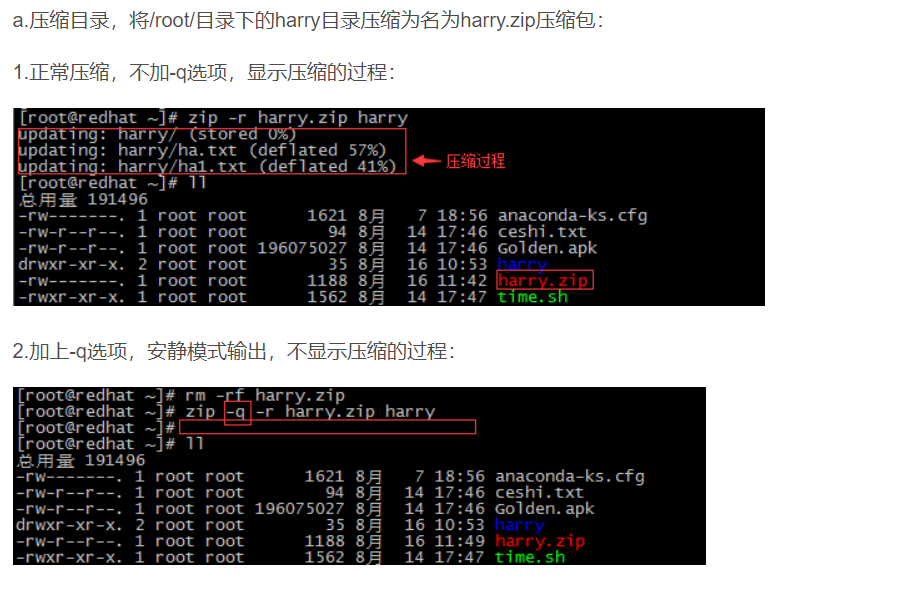 a.压缩目录，将/root/目录下的harry目录压缩为名为harry.zip压缩包：
1.正常压缩，不加-q选项，显示压缩的过程：
[root@redhat ~]# zip -r harry.zip harry
updating: harry/ (stored 0%)
updating: harry/ha.txt (deflated 57%)
updating: harry/ha1.txt (deflated 41%)
压缩过程
[root@redhat ~]# ll
总用量 191496
-rw-------. 1 root root 1621 8月 7 18:56 anaconda-ks.cfg
-rw-r--r--. 1 root root 94 8月 14 17:46 ceshi.txt
-rw-r--r--. 1 root root 196075027 8月 14 17:46 Golden.apk
drwxr-xr-x. 2 root root 35 8月 16 10:53 harry
-rw-------. 1 root root 1188 8月 16 11:42 harry.zip
-rwxr-xr-x. 1 root root 1562 8月 14 17:47 time.sh
2.加上-q选项，安静模式输出，不显示压缩的过程：
[root@redhat ~]# rm -rf harry.zip
[root@redhat ~]# zip -q -r harry.zip harry
[root@redhat ~]#
[root@redhat ~]# ll
总用量 191496
-rw-------. 1 root root 1621 8月 7 18:56 anaconda-ks.cfg
-rw-r--r--. 1 root root 94 8月 14 17:46 ceshi.txt
-rw-r--r--. 1 root root 196075027 8月 14 17:46 Golden.apk
drwxr-xr-x. 2 root root 35 8月 16 10:53 harry
-rw-r--r--. 1 root root 1188 8月 16 11:49 harry.zip
-rwxr-xr-x. 1 root root 1562 8月 14 17:47 time.sh